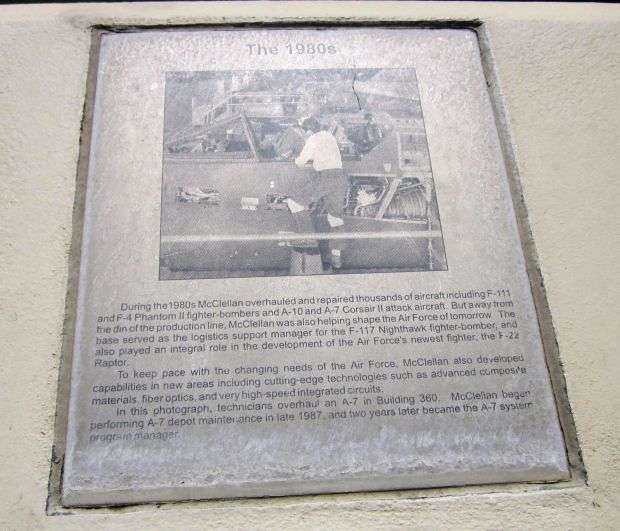 The 1980s
During the 1980s McClellan overhauled and repaired thousands of aircraft including F-111
and F-4 Phantom II fighter-bombers and A-10 and A-7 Corsair II attack aircraft. But away from
the din of the production line, McClellan was also helping shape the Air Force of tomorrow. The
base served as the logistics support manager for the F-117 Nighthawk fighter-bomber, and
also played an integral role in the development of the Air Force's newest fighter, the F-22
Raptor.
To keep pace with the changing needs of the Air Force, McClellan also developed
capabilities in new areas including cutting-edge technologies such as advanced composite
materials, fiber optics, and very high-speed integrated circuits.
In this photograph, technicians overhaul an A-7 in Building 360. McClellan began
performing A-7 depot maintenance in late 1987, and two years later became the A-7 system
program manager.